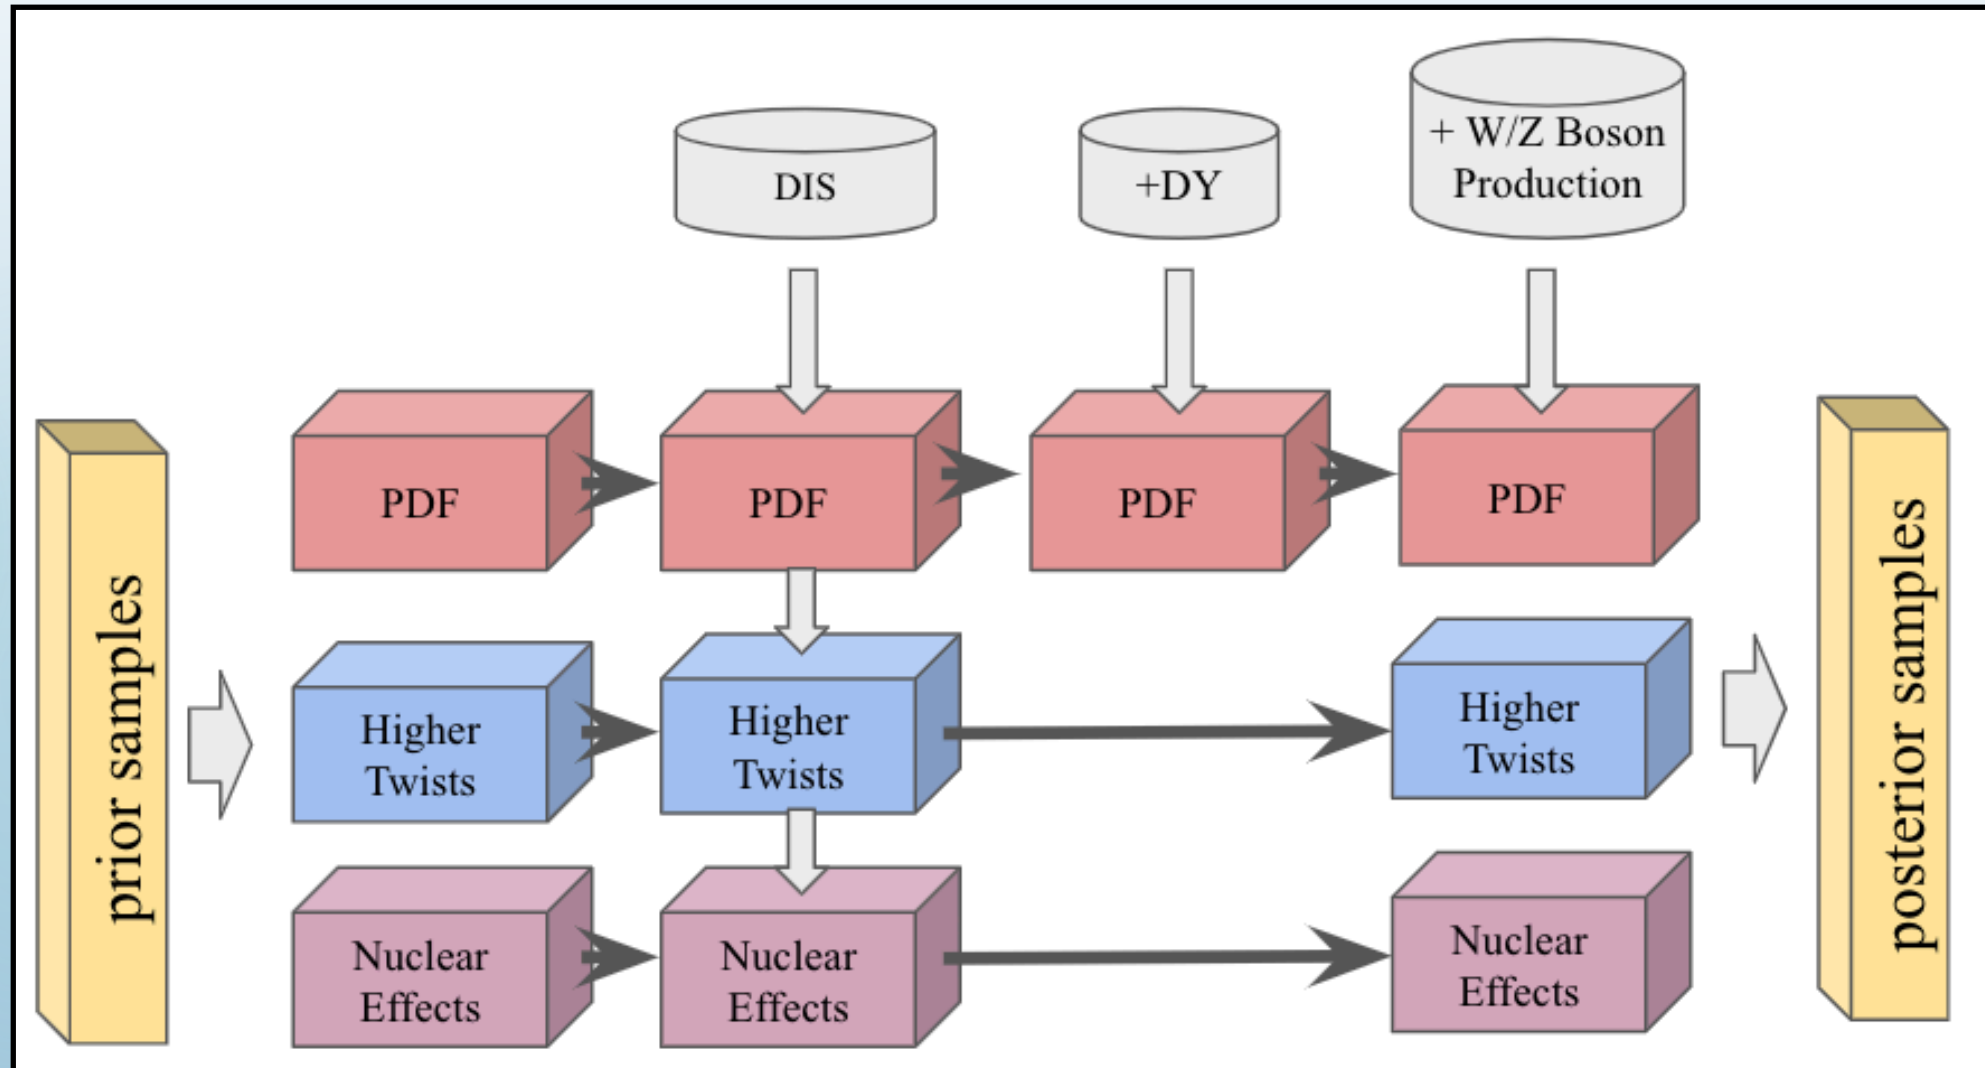 DIS
+DY
+ W/Z Boson
Production
prior samples
PDF
PDF
PDF
PDF
Higher
Twists
Higher
Twists
Higher
Twists
Nuclear
Effects
Nuclear
Effects
Nuclear
Effects
posterior samples